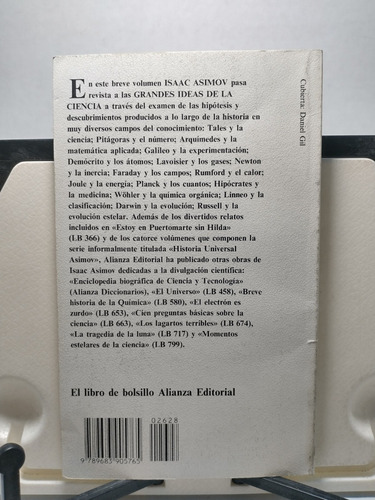 En este breve volumen ISAAC ASIMOV pasa
revista a las GRANDES IDEAS DE LA
CIENCIA a través del examen de las hipótesis y
descubrimientos producidos a lo largo de la historia en
muy diversos campos del conocimiento: Tales y la
ciencia; Pitágoras y el número; Arquímedes y la
matemática aplicada; Galileo y la experimentación;
Demócrito y los átomos; Lavoisier y los gases; Newton
y la inercia; Faraday y los campos; Rumford y el calor;
Joule y la energía; Planck y los cuantos; Hipócrates y
la medicina; Wöhler y la química orgánica; Linneo y la
clasificación; Darwin y la evolución; Russell y la
evolución estelar. Además de los divertidos relatos
incluidos en «Estoy en Puertomarte sin Hilda»
(LB 366) y de los catorce volúmenes que componen la
serie informalmente titulada «Historia Universal
Asimov», Alianza Editorial ha publicado otras obras de
Isaac Asimov dedicadas a la divulgación científica:
«Enciclopedia biográfica de Ciencia y Tecnología»
(Alianza Diccionarios), «El Universo» (LB 458), «Breve
historia de la Química» (LB 580), «El electrón es
zurdo» (LB 653), «Cien preguntas básicas sobre la
ciencia» (LB 663), «Los lagartos terribles» (LB 674),
«La tragedia de la luna» (LB 717) y «Momentos
estelares de la ciencia» (LB 799).
Cubierta: Daniel Gil
El libro de bolsillo Alianza Editorial
02628
9 789683 905765